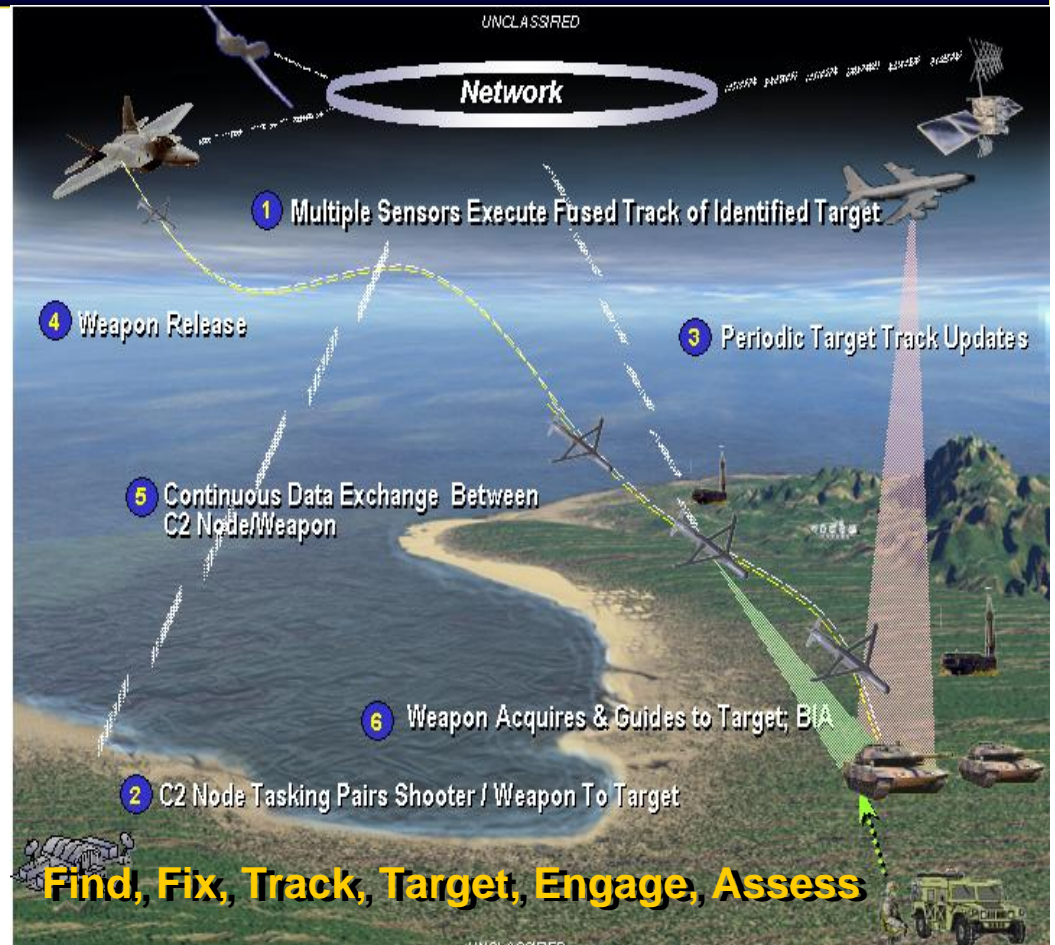 UNCLASSIFIED
Network
1 Multiple Sensors Execute Fused Track of Identified Target
4 Weapon Release
3 Periodic Target Track Updates
5 Continuous Data Exchange Between
C2 Node/Weapon
6 Weapon Acquires & Guides to Target; BIA
2 C2 Node Tasking Pairs Shooter / Weapon To Target
Find, Fix, Track, Target, Engage, Assess
UNCLASSIFIED